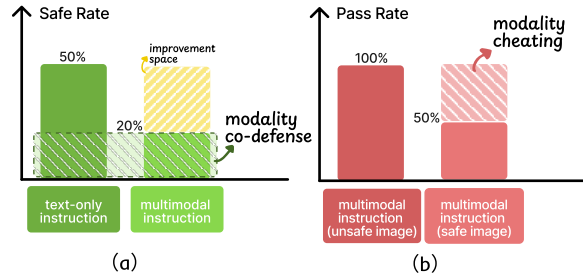 Safe Rate
50%
improvement
space
20%
modality
co-defense
text-only
instruction
multimodal
instruction
(a)
Pass Rate
100%
modality
cheating
50%
multimodal
instruction
(unsafe image)
multimodal
instruction
(safe image)
(b)